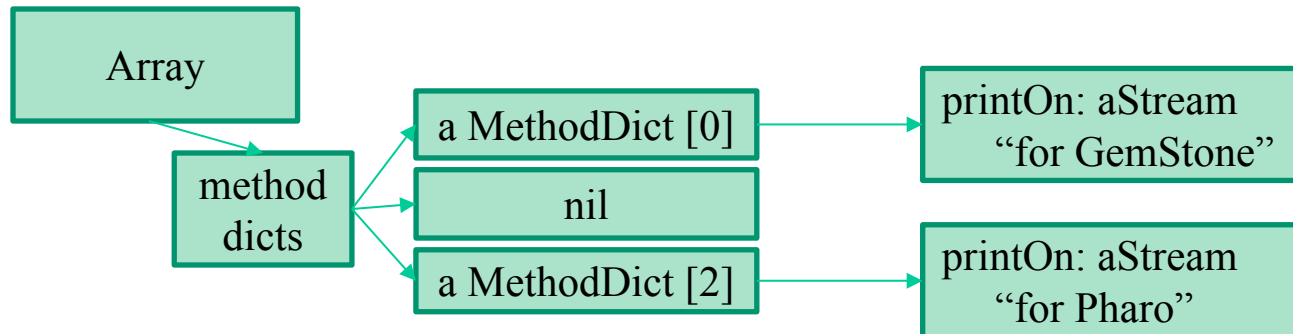 Array
method
dicts
a MethodDict [0]
nil
a MethodDict [2]
printOn: aStream
“for GemStone”
printOn: aStream
“for Pharo”